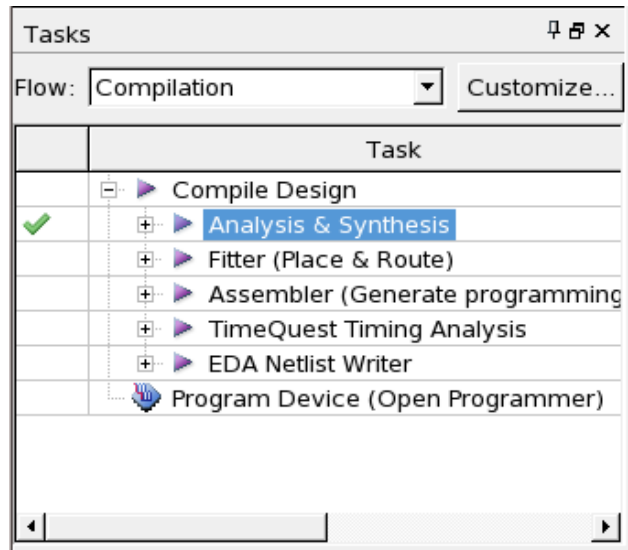 Tasks
Flow: Compilation Customize...
Task
Compile Design
Analysis & Synthesis
Fitter (Place & Route)
Assembler (Generate programming
TimeQuest Timing Analysis
EDA Netlist Writer
Program Device (Open Programmer)